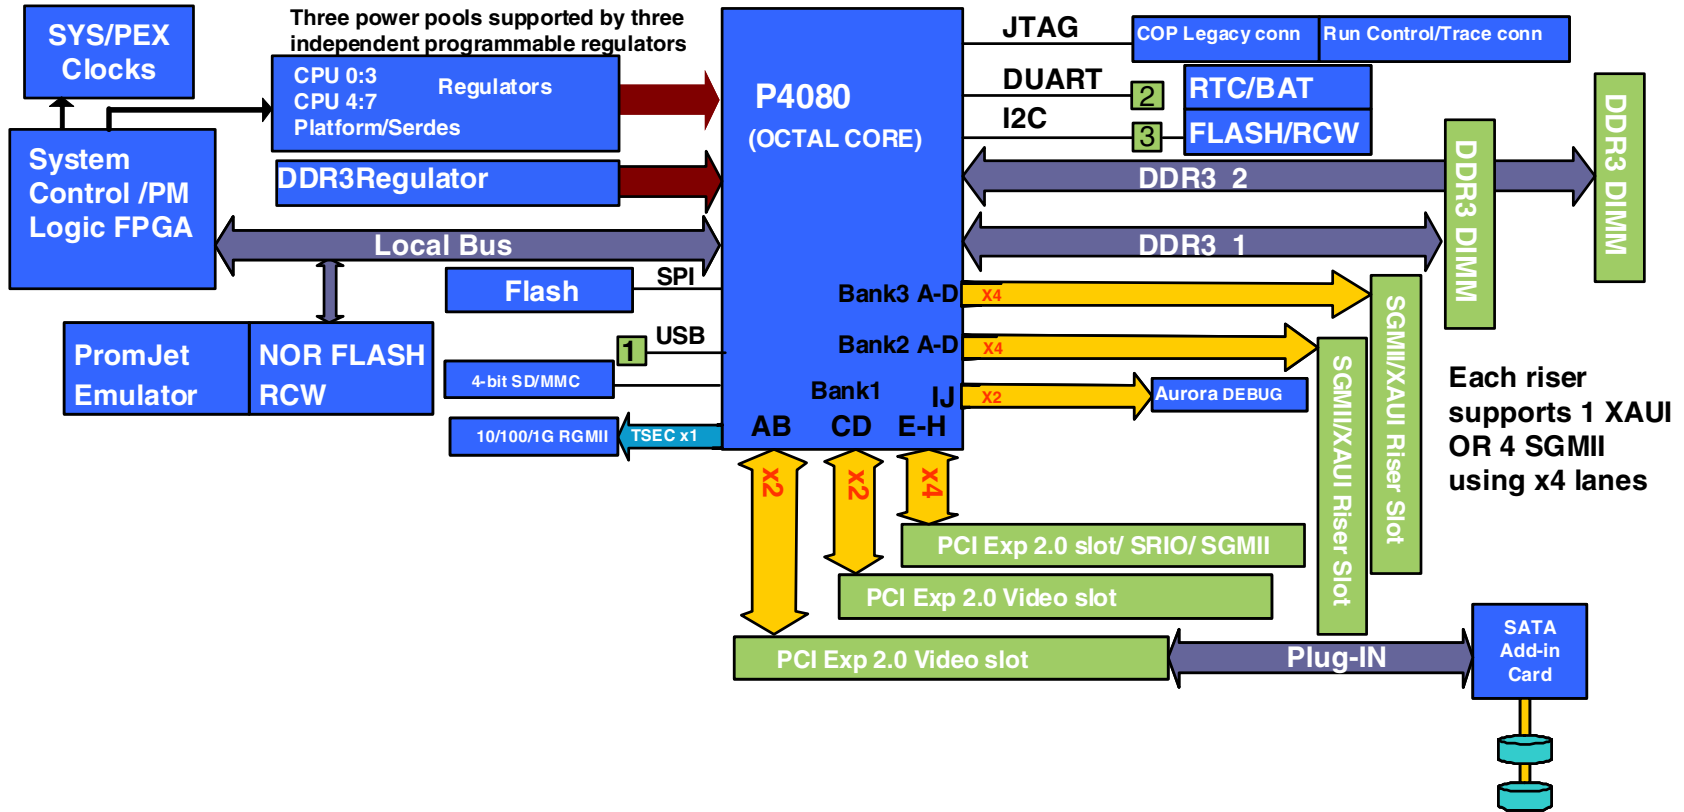 SYS/PEX
Clocks
Three power pools supported by three
independent programmable regulators
CPU 0:3
CPU 4:7
Platform/Serdes
Regulators
System
Control /PM
Logic FPGA
DDR3Regulator
Local Bus
P4080
(OCTAL CORE)
JTAG
COP Legacy conn
Run Control/Trace conn
DUART
2
RTC/BAT
I2C
3
FLASH/RCW
DDR3 2
DDR3 1
DDR3 DIMM
DDR3 DIMM
SPI
Flash
USB
1
PromJet
Emulator
NOR FLASH
RCW
4-bit SD/MMC
10/100/1G RGMII
TSEC x1
Bank3 A-D
X4
Bank2 A-D
X4
Bank1
IJ
X2
Aurora DEBUG
AB
CD
E-H
x2
x2
x4
SGMII/XAUI Riser Slot
SGMII/XAUI Riser Slot
Each riser
supports 1 XAUI
OR 4 SGMII
using x4 lanes
PCI Exp 2.0 slot/ SRIO/ SGMII
PCI Exp 2.0 Video slot
PCI Exp 2.0 Video slot
Plug-IN
SATA
Add-in
Card